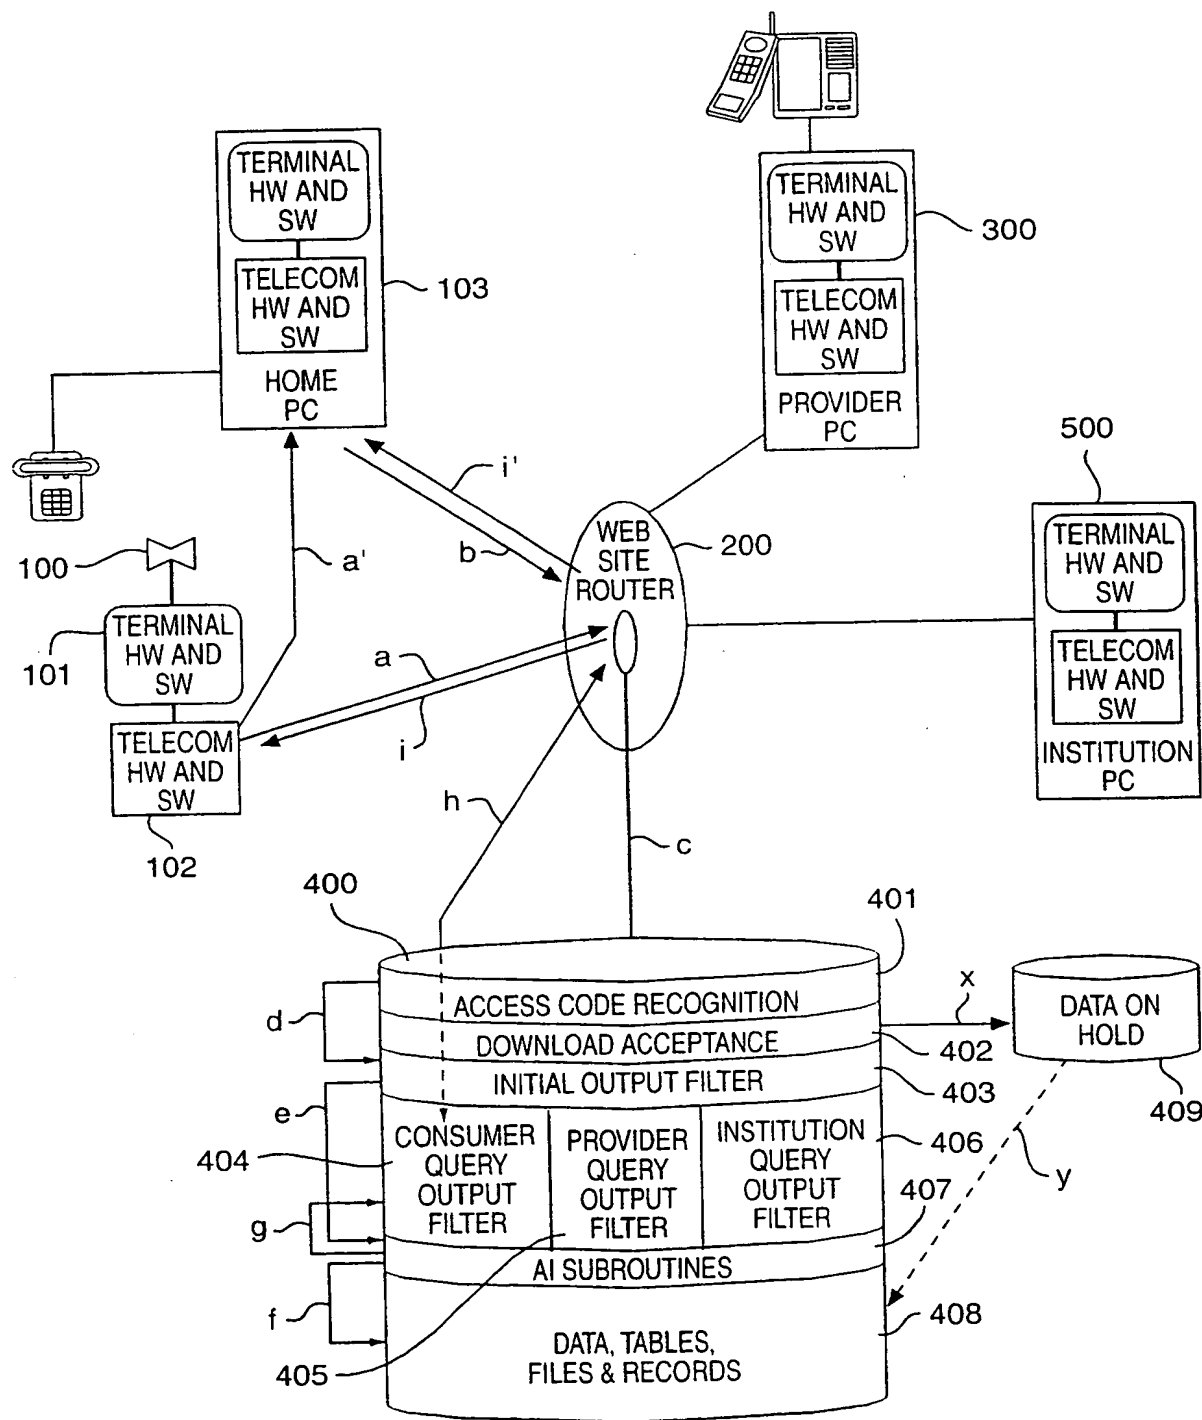 TERMINAL
HW AND
SW
TELECOM
HW AND
SW
HOME
PC
103
TERMINAL
HW AND
SW
TELECOM
HW AND
SW
PROVIDER
PC
300
500
TERMINAL
HW AND
SW
TELECOM
HW AND
SW
INSTITUTION
PC
WEB
SITE
ROUTER
200
i'
b
a'
100
101
TERMINAL
HW AND
SW
TELECOM
HW AND
SW
102
a
i
h
c
400
401
ACCESS CODE RECOGNITION
DOWNLOAD ACCEPTANCE
402
INITIAL OUTPUT FILTER
403
d
e
g
f
404
CONSUMER
QUERY
OUTPUT
FILTER
PROVIDER
QUERY
OUTPUT
FILTER
INSTITUTION
QUERY
OUTPUT
FILTER
406
407
AI SUBROUTINES
405
DATA, TABLES,
FILES & RECORDS
408
x
DATA ON
HOLD
409
y